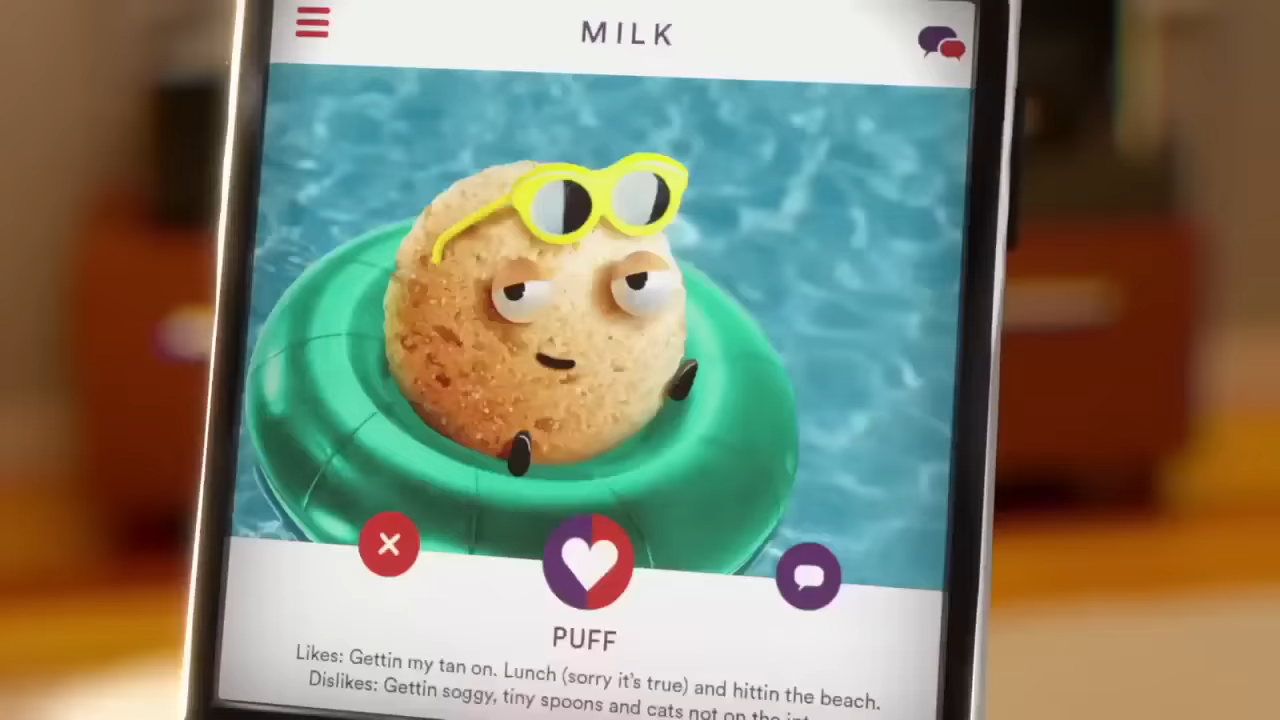 MILK
PUFF
Likes: Gettin my tan on. Lunch (sorry it's true) and hittin the beach.
Dislikes: Gettin soggy, tiny spoons and cats not on the